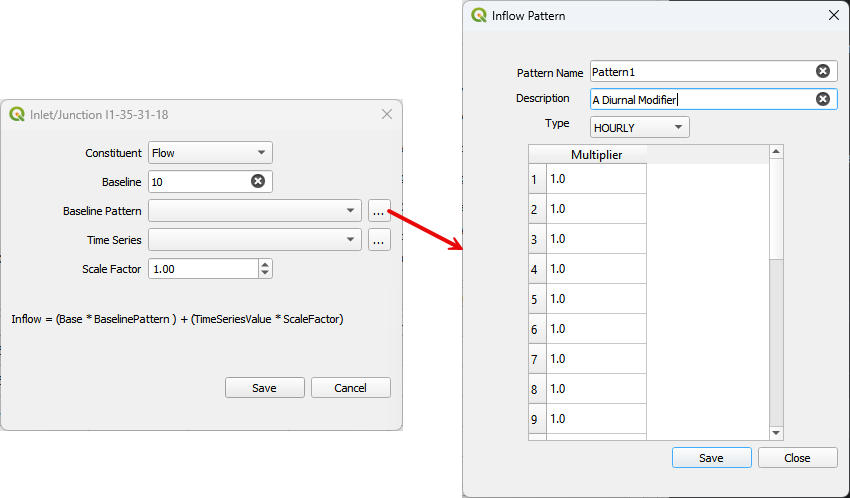 Inlet/Junction I1-35-31-18
Constituent Flow
Baseline 10
Baseline Pattern ...
Time Series ...
Scale Factor 1.00
Inflow = (Base * BaselinePattern ) + (TimeSeriesValue * ScaleFactor)
Save Cancel
Inflow Pattern
Pattern Name Pattern1
Description A Diurnal Modifier
Type HOURLY
Multiplier
1 1.0
2 1.0
3 1.0
4 1.0
5 1.0
6 1.0
7 1.0
8 1.0
9 1.0
Save Close